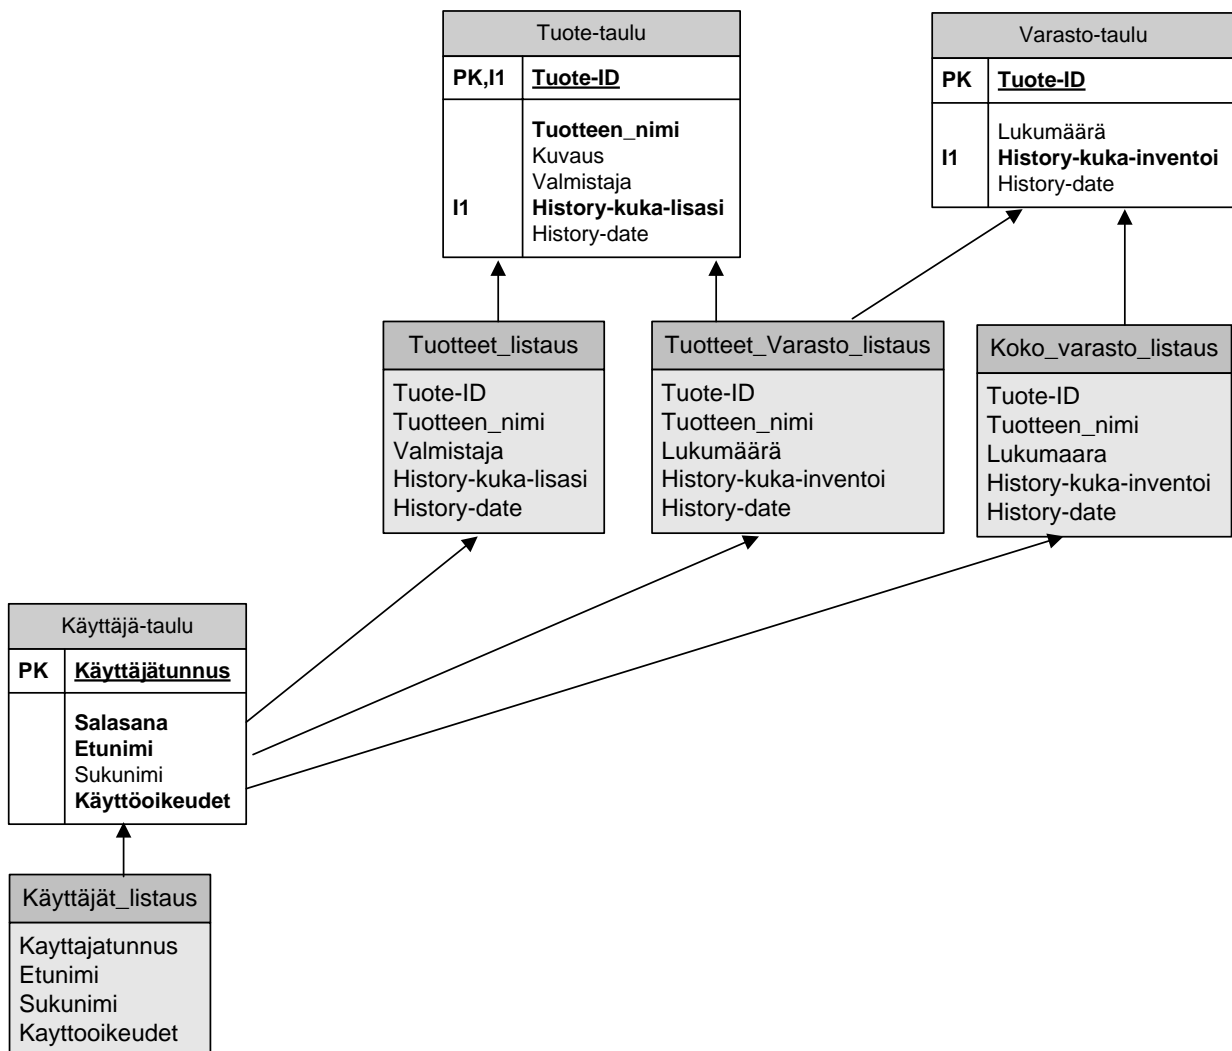 Tuote-taulu
PK,I1 Tuote-ID
Tuotteen_nimi
Kuvaus
Valmistaja
I1 History-kuka-lisasi
History-date
Varasto-taulu
PK Tuote-ID
Lukumäärä
I1 History-kuka-inventoi
History-date
Tuotteet_listaus
Tuote-ID
Tuotteen_nimi
Valmistaja
History-kuka-lisasi
History-date
Tuotteet_Varasto_listaus
Tuote-ID
Tuotteen_nimi
Lukumäärä
History-kuka-inventoi
History-date
Koko_varasto_listaus
Tuote-ID
Tuotteen_nimi
Lukumaara
History-kuka-inventoi
History-date
Käyttäjä-taulu
PK Käyttäjätunnus
Salasana
Etunimi
Sukunimi
Käyttöoikeudet
Käyttäjät_listaus
Kayttajatunnus
Etunimi
Sukunimi
Kayttooikeudet